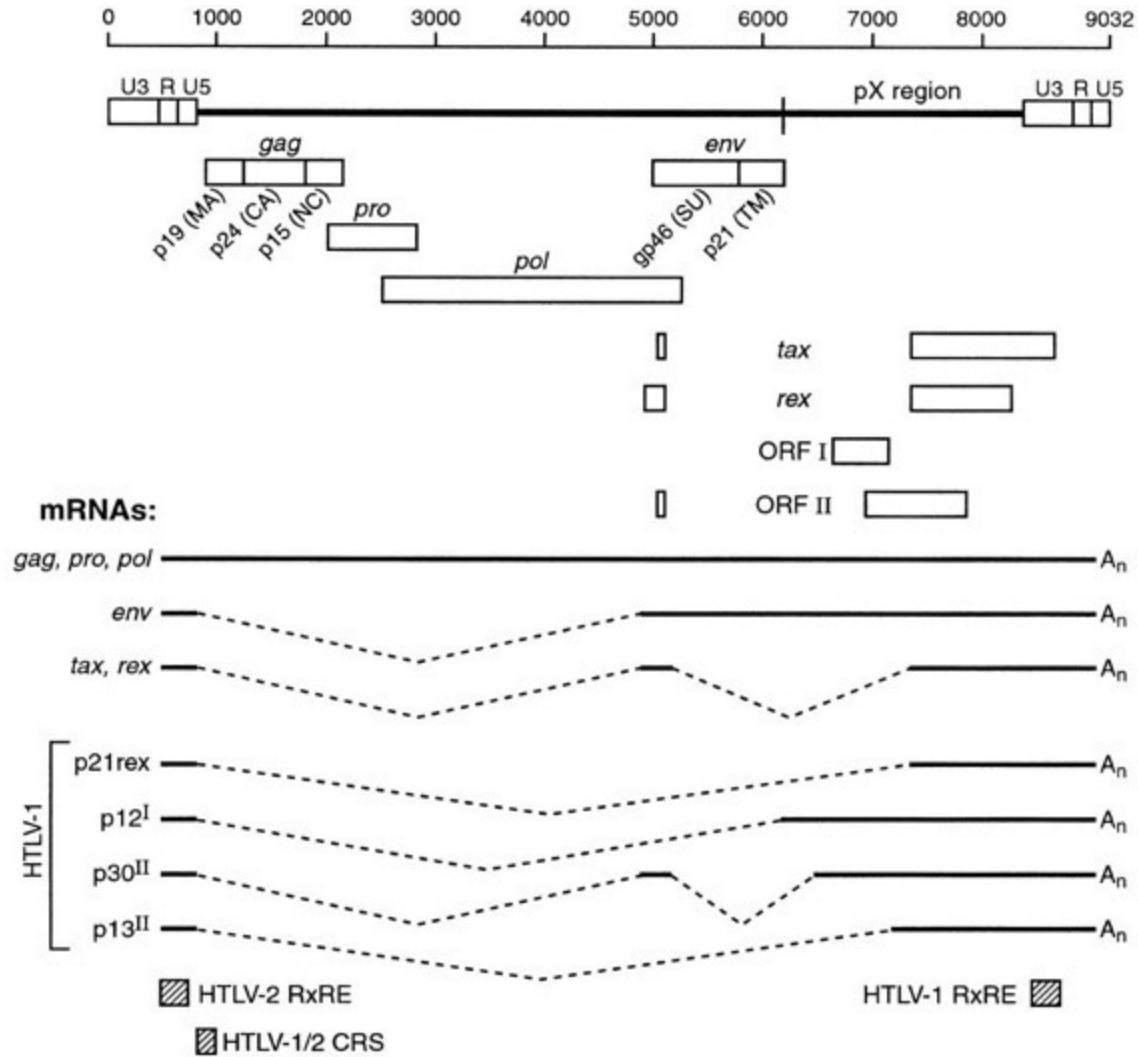 0 1000 2000 3000 4000 5000 6000 7000 8000 9032
U3 R U5 pX region U3 R U5
gag env
p19 (MA) p24 (CA) p15 (NC) gp46 (SU) p21 (TM)
pro
pol
tax
rex
ORF I
ORF II
mRNAs:
gag, pro, pol An
env An
tax, rex An
HTLV-1
p21rex An
p12I An
p30II An
p13II An
HTLV-2 RxRE HTLV-1 RxRE
HTLV-1/2 CRS